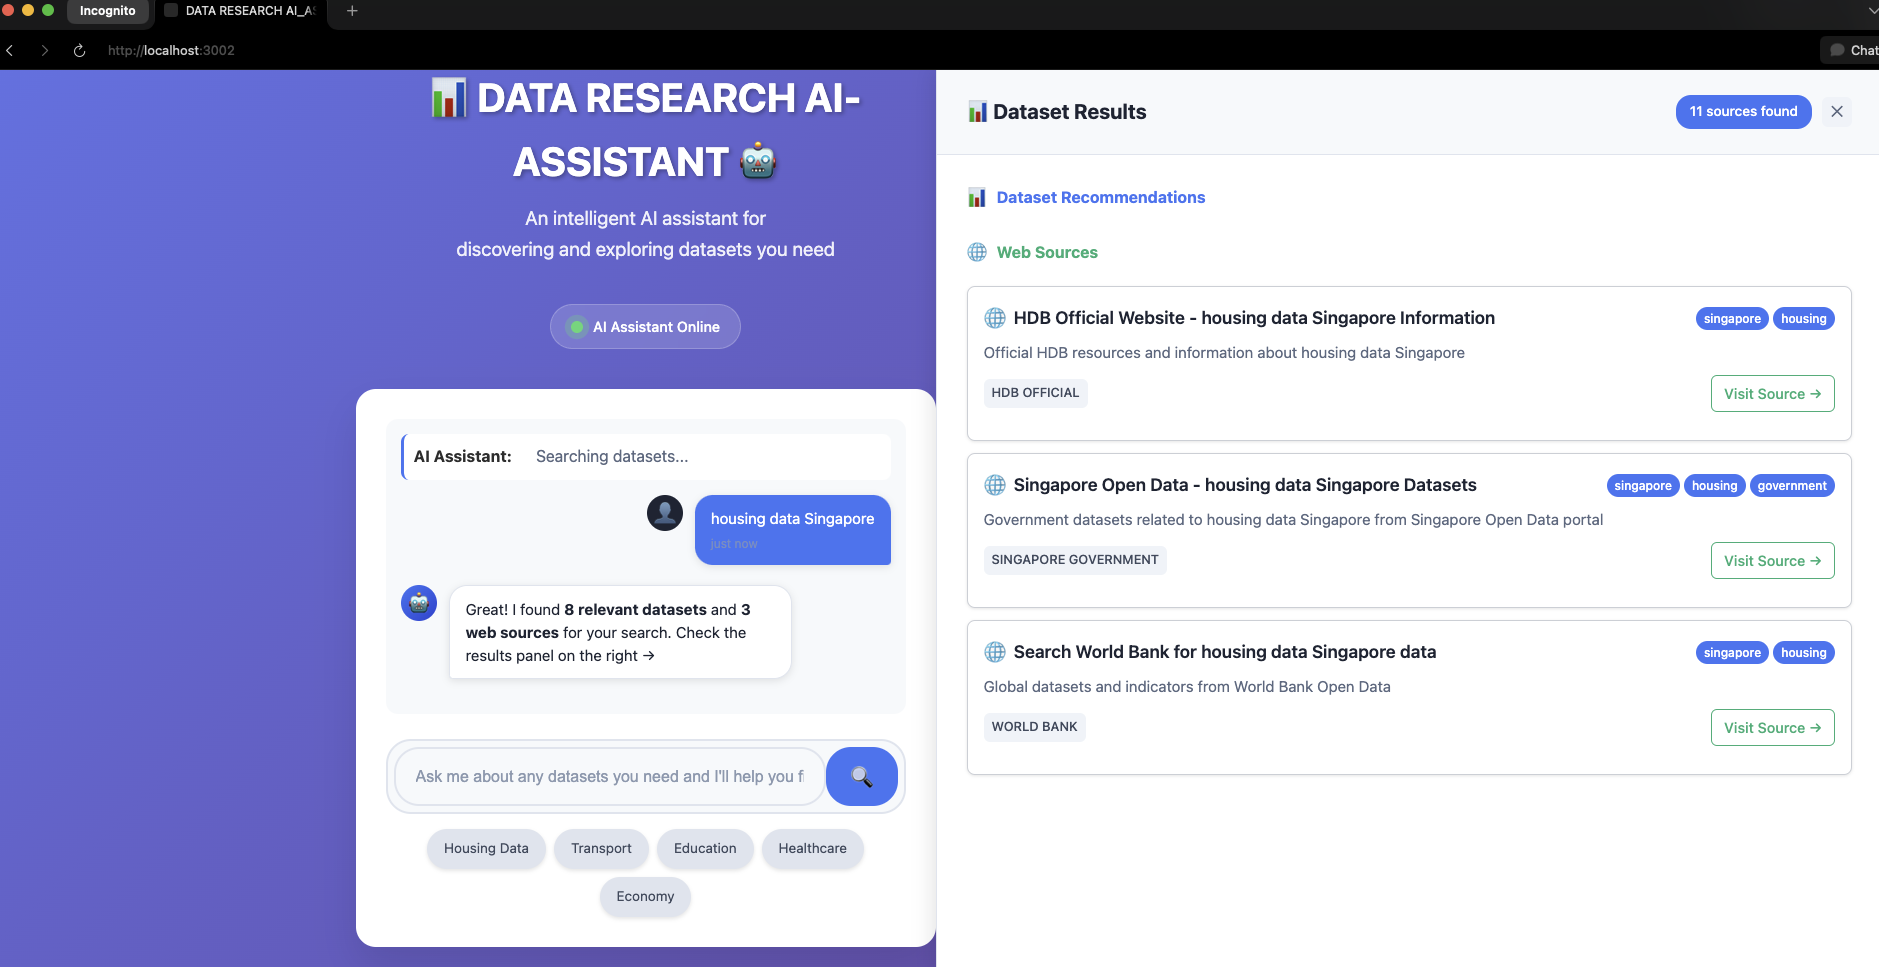 Incognito
DATA RESEARCH AI_A
http://localhost:3002
Chat
DATA RESEARCH AI-
ASSISTANT
An intelligent AI assistant for
discovering and exploring datasets you need
AI Assistant Online
AI Assistant: Searching datasets...
housing data Singapore
just now
Great! I found 8 relevant datasets and 3
web sources for your search. Check the
results panel on the right →
Ask me about any datasets you need and I'll help you f
Housing Data
Transport
Education
Healthcare
Economy
Dataset Results
11 sources found
Dataset Recommendations
Web Sources
HDB Official Website - housing data Singapore Information
singapore housing
Official HDB resources and information about housing data Singapore
HDB OFFICIAL
Visit Source →
Singapore Open Data - housing data Singapore Datasets
singapore housing government
Government datasets related to housing data Singapore from Singapore Open Data portal
SINGAPORE GOVERNMENT
Visit Source →
Search World Bank for housing data Singapore data
singapore housing
Global datasets and indicators from World Bank Open Data
WORLD BANK
Visit Source →